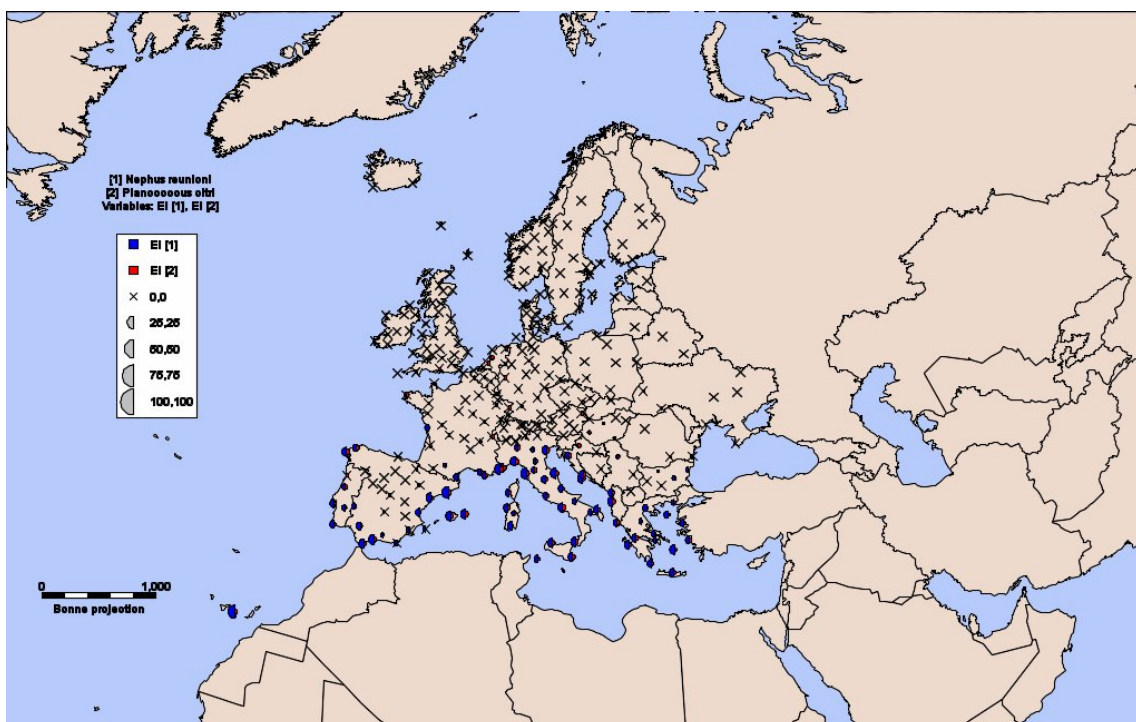 [1] Nephus reunioni
[2] Planococcus citri
Variables: EI [1], EI [2]
EI [1]
EI [2]
0,0
25,25
50,50
75,75
100,100
0 1,000
Bonne projection